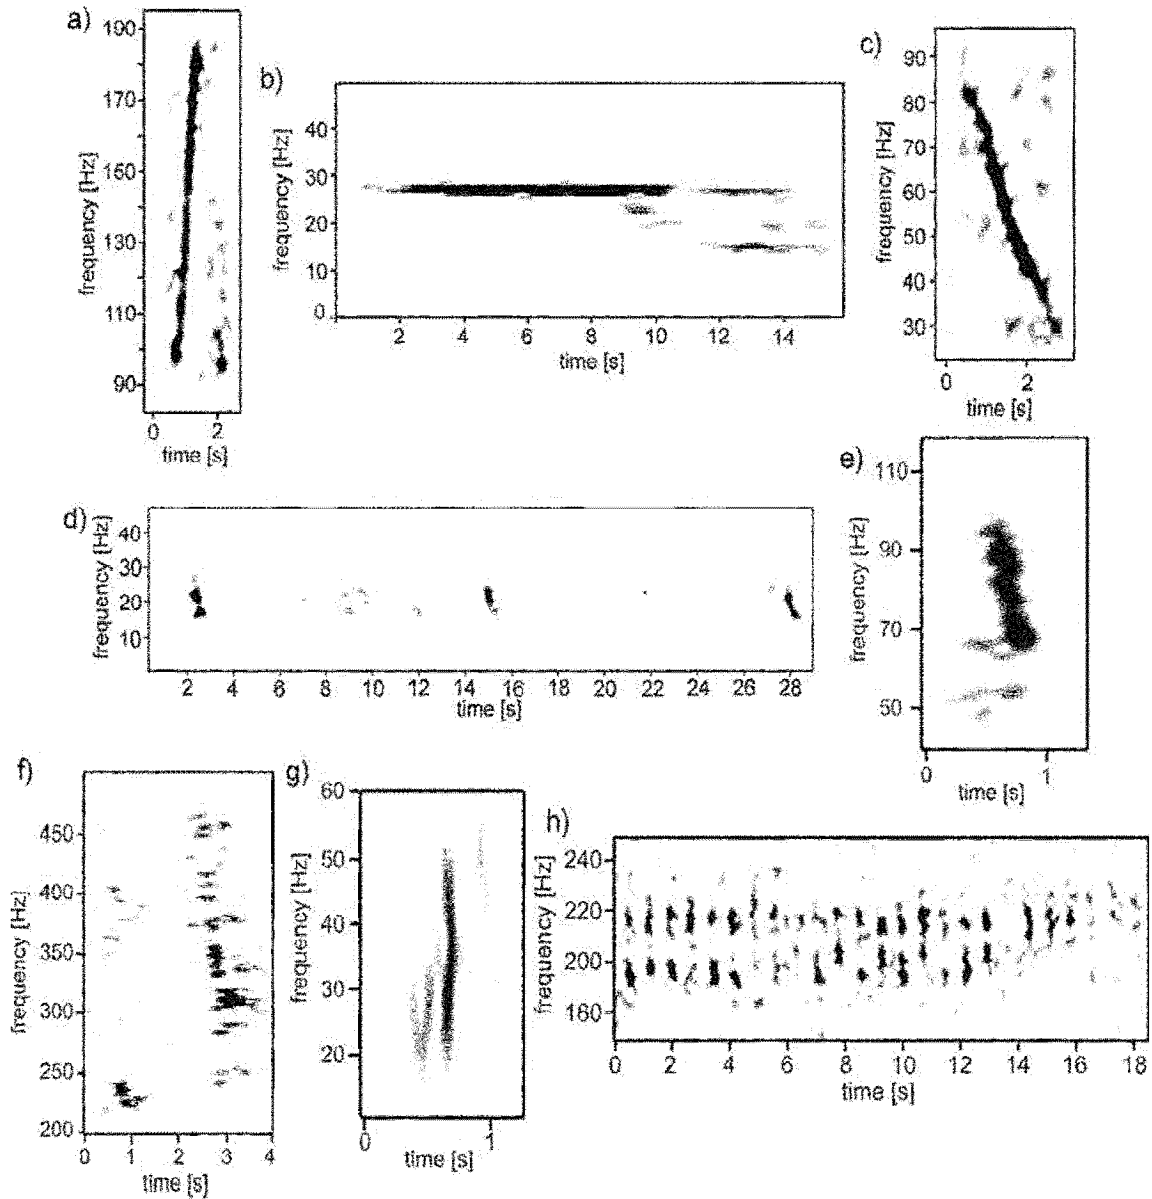 a)
190
170
150
130
110
90
frequency [Hz]
0 2
time [s]
b)
40
30
20
10
0
frequency [Hz]
2 4 6 8 10 12 14
time [s]
c)
90
80
70
60
50
40
30
frequency [Hz]
0 2
time [s]
d)
40
30
20
10
frequency [Hz]
2 4 6 8 10 12 14 16 18 20 22 24 26 28
time [s]
e)
110
90
70
50
frequency [Hz]
0 1
time [s]
f)
450
400
350
300
250
200
frequency [Hz]
0 1 2 3 4
time [s]
g)
60
50
40
30
20
frequency [Hz]
0 1
time [s]
h)
240
220
200
180
frequency [Hz]
0 2 4 6 8 10 12 14 16 18
time [s]